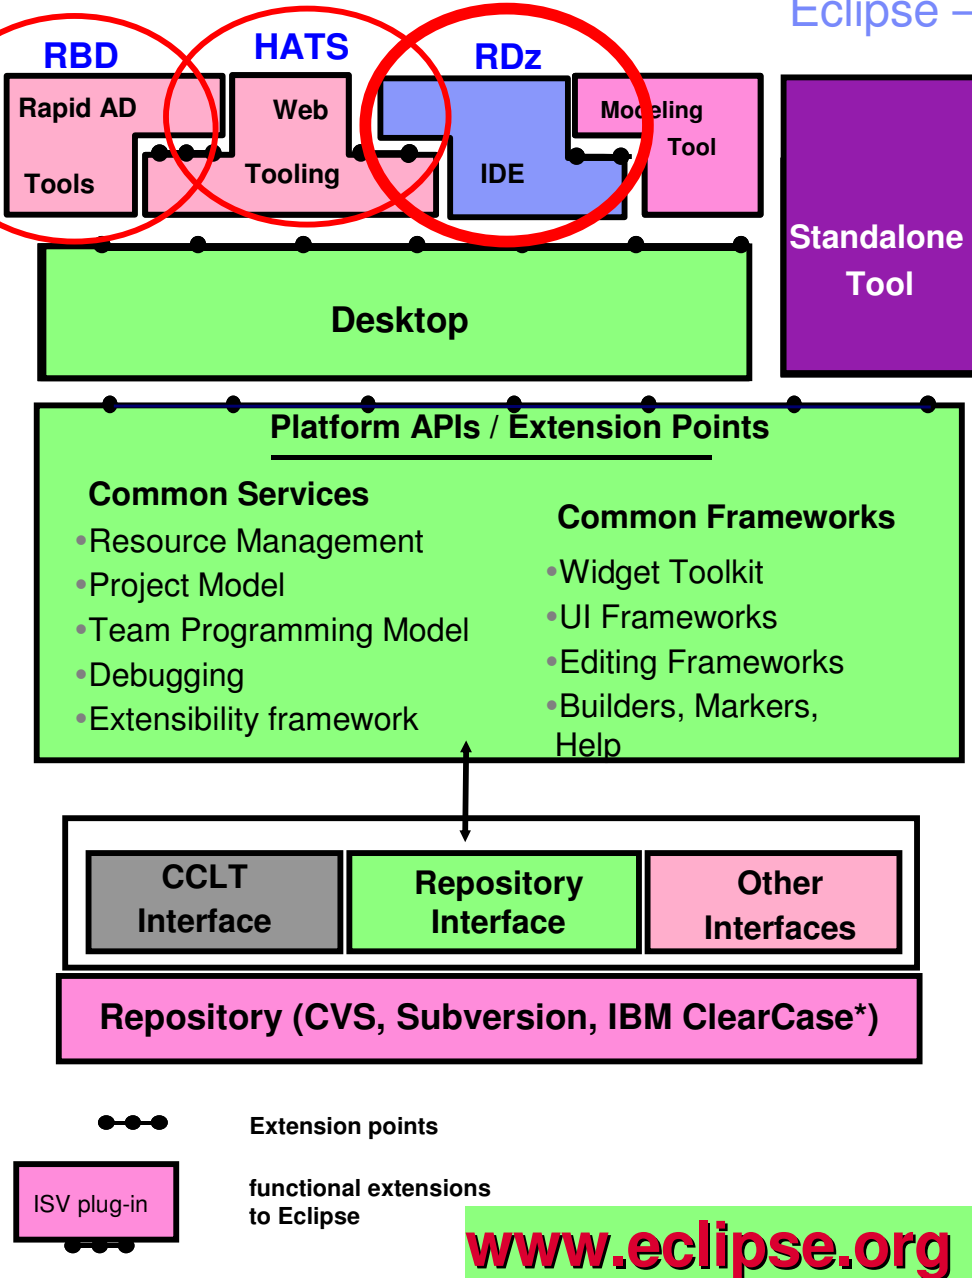 Eclipse –
RBD
HATS
RDz
Rapid AD
Tools
Web
Tooling
IDE
Modeling
Tool
Standalone
Tool
Desktop
Platform APIs / Extension Points
Common Services
•Resource Management
•Project Model
•Team Programming Model
•Debugging
•Extensibility framework
Common Frameworks
•Widget Toolkit
•UI Frameworks
•Editing Frameworks
•Builders, Markers,
Help
CCLT
Interface
Repository
Interface
Other
Interfaces
Repository (CVS, Subversion, IBM ClearCase*)
Extension points
ISV plug-in
functional extensions
to Eclipse
www.eclipse.org